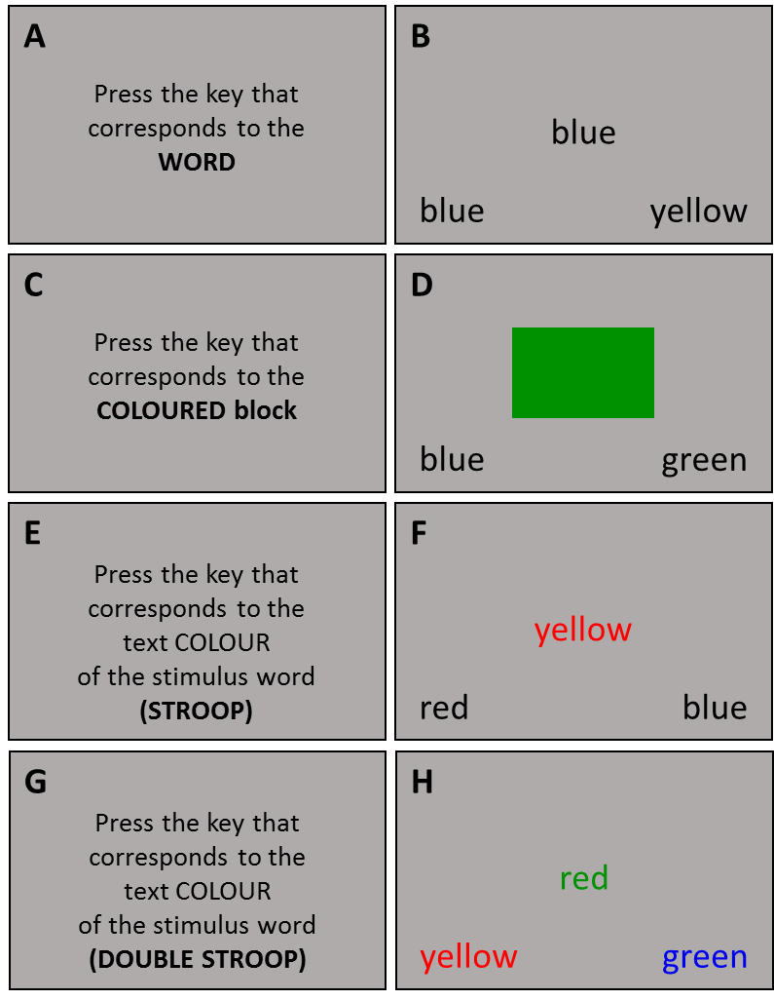 A
Press the key that
corresponds to the
WORD
B
blue
blue yellow
C
Press the key that
corresponds to the
COLOURED block
D
blue green
E
Press the key that
corresponds to the
text COLOUR
of the stimulus word
(STROOP)
F
yellow
red blue
G
Press the key that
corresponds to the
text COLOUR
of the stimulus word
(DOUBLE STROOP)
H
red
yellow green